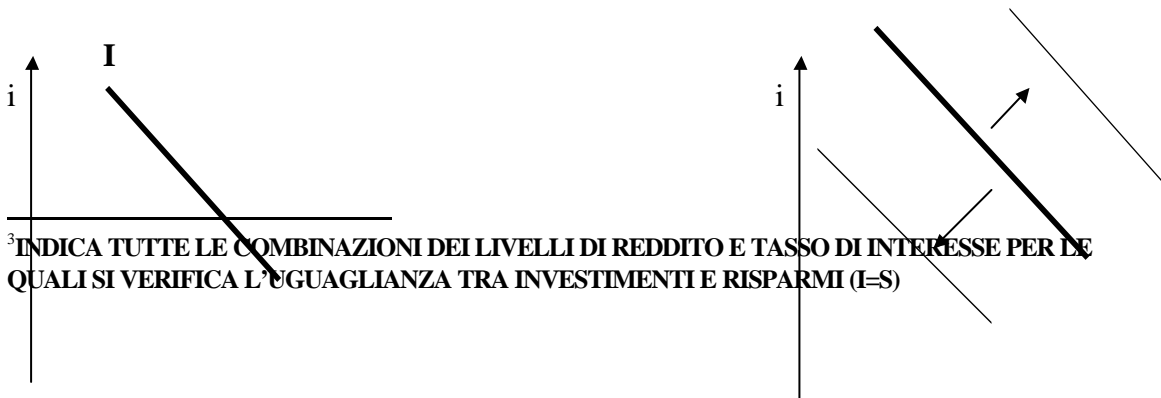 I
i
i
³INDICA TUTTE LE COMBINAZIONI DEI LIVELLI DI REDDITO E TASSO DI INTERESSE PER LE
QUALI SI VERIFICA L'UGUAGLIANZA TRA INVESTIMENTI E RISPARMI (I=S)